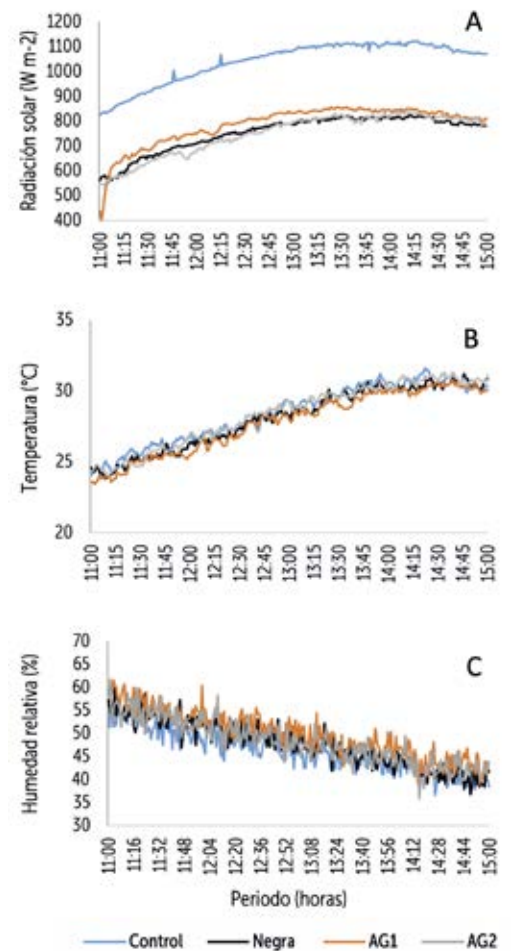 A
Radiación solar (W m-2)
1200
1100
1000
900
800
700
600
500
400
11:00 11:15 11:30 11:45 12:00 12:15 12:30 12:45 13:00 13:15 13:30 13:45 14:00 14:15 14:30 14:45 15:00
B
Temperatura (°C)
35
30
25
20
11:00 11:15 11:30 11:45 12:00 12:15 12:30 12:45 13:00 13:15 13:30 13:45 14:00 14:15 14:30 14:45 15:00
C
Humedad relativa (%)
70
65
60
55
50
45
40
35
30
11:00 11:16 11:32 11:48 12:04 12:20 12:36 12:52 13:08 13:24 13:40 13:56 14:12 14:28 14:44 15:00
Periodo (horas)
Control Negra AG1 AG2